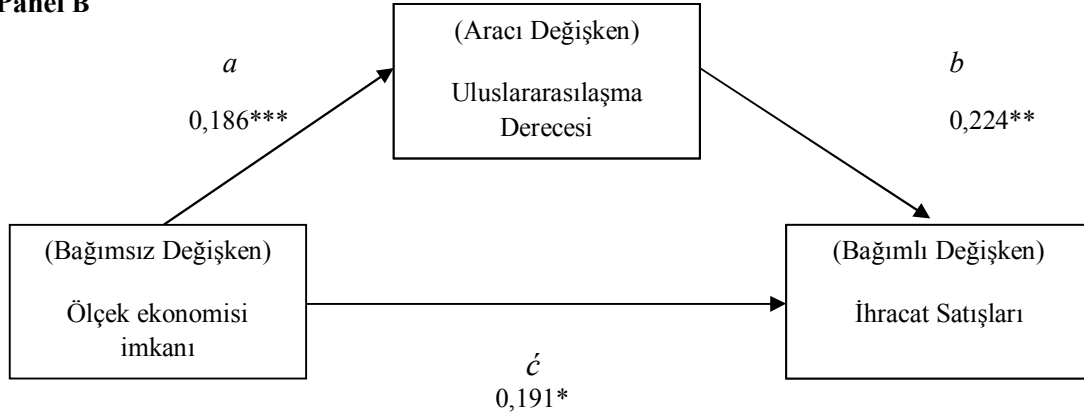 Panel B
(Aracı Değişken)
Uluslararasılaşma
Derecesi
a
0,186***
b
0,224**
(Bağımsız Değişken)
Ölçek ekonomisi
imkanı
(Bağımlı Değişken)
İhracat Satışları
ć
0,191*